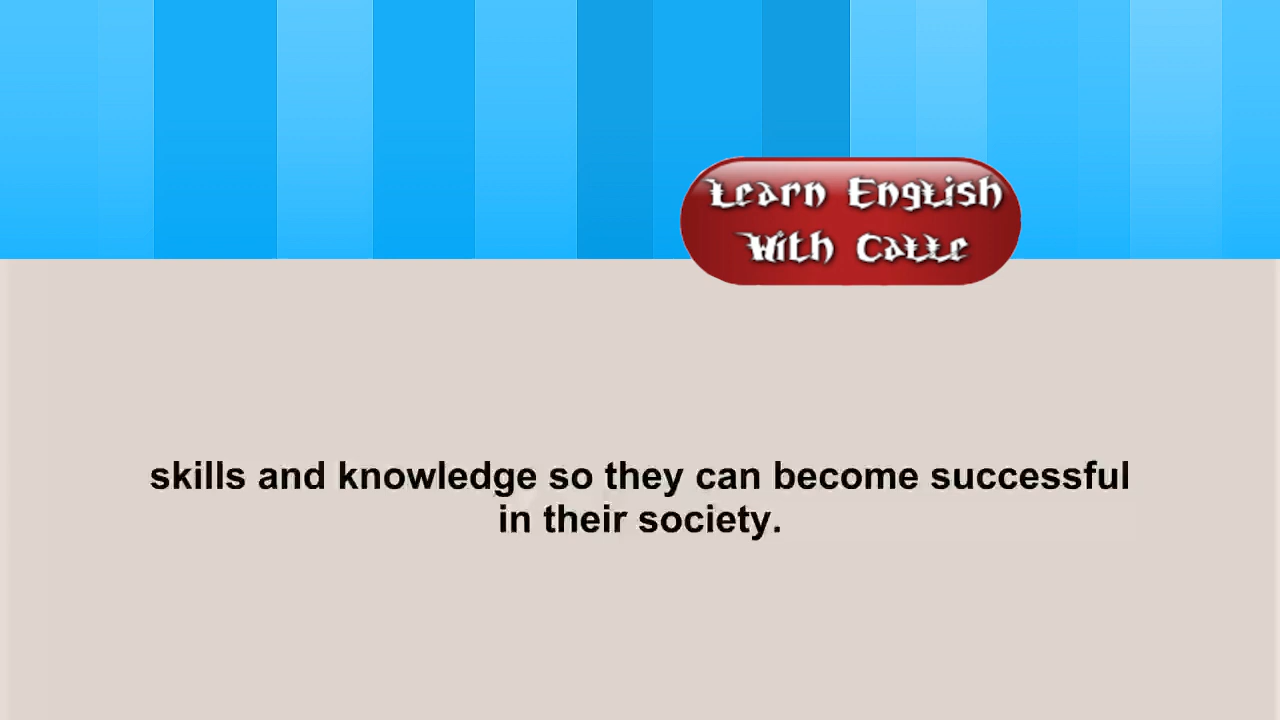 Learn English
With Catte
skills and knowledge so they can become successful
in their society.